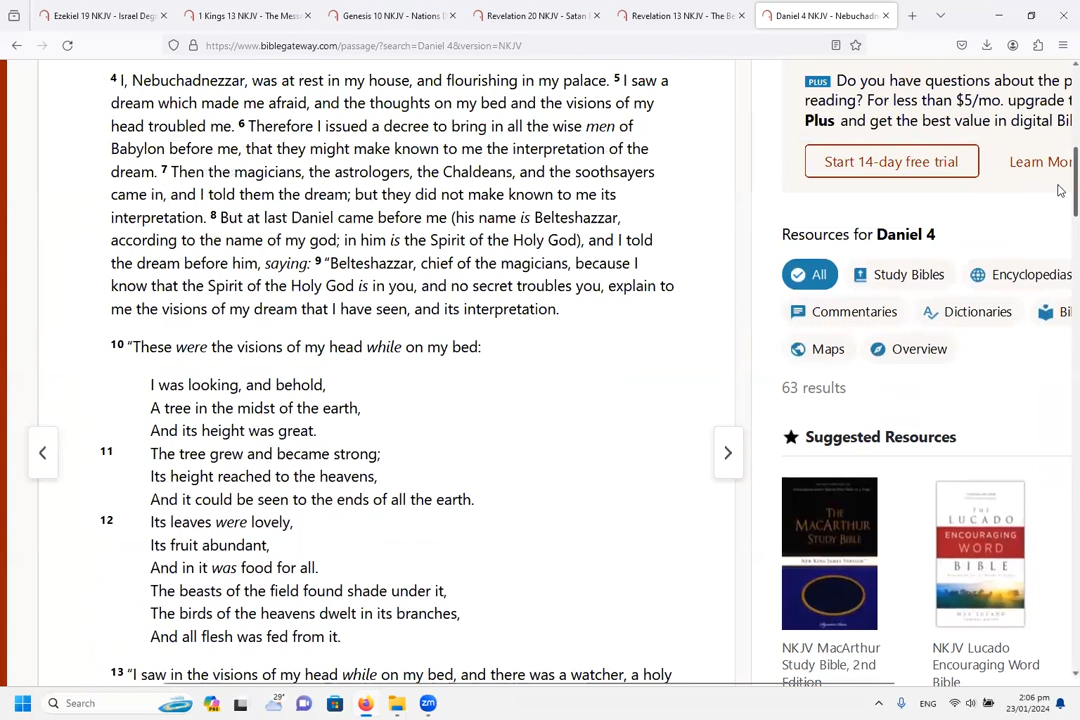 Ezekiel 19 NKJV - Israel Deg
1 Kings 13 NKJV - The Mess
Genesis 10 NKJV - Nations D
Revelation 20 NKJV - Satan B
Revelation 13 NKJV - The Be
Daniel 4 NKJV - Nebuchadn
https://www.biblegateway.com/passage/?search=Daniel 4&version=NKJV
4 I, Nebuchadnezzar, was at rest in my house, and flourishing in my palace. 5 I saw a
dream which made me afraid, and the thoughts on my bed and the visions of my
head troubled me. 6 Therefore I issued a decree to bring in all the wise men of
Babylon before me, that they might make known to me the interpretation of the
dream. 7 Then the magicians, the astrologers, the Chaldeans, and the soothsayers
came in, and I told them the dream; but they did not make known to me its
interpretation. 8 But at last Daniel came before me (his name is Belteshazzar,
according to the name of my god; in him is the Spirit of the Holy God), and I told
the dream before him, saying: 9 “Belteshazzar, chief of the magicians, because I
know that the Spirit of the Holy God is in you, and no secret troubles you, explain to
me the visions of my dream that I have seen, and its interpretation.
10 “These were the visions of my head while on my bed:
I was looking, and behold,
A tree in the midst of the earth,
And its height was great.
11 The tree grew and became strong;
Its height reached to the heavens,
And it could be seen to the ends of all the earth.
12 Its leaves were lovely,
Its fruit abundant,
And in it was food for all.
The beasts of the field found shade under it,
The birds of the heavens dwelt in its branches,
And all flesh was fed from it.
13 “I saw in the visions of my head while on my bed, and there was a watcher, a holy
PLUS Do you have questions about the p
reading? For less than $5/mo. upgrade t
Plus and get the best value in digital Bil
Start 14-day free trial
Learn Mor
Resources for Daniel 4
All
Study Bibles
Encyclopedias
Commentaries
Dictionaries
Bi
Maps
Overview
63 results
Suggested Resources
THE
MACARTHUR
STUDY BIBLE
NEW KING JAMES VERSION
THE
LUCADO
ENCOURAGING
WORD
BIBLE
NKJV MacArthur
Study Bible, 2nd
Edition
NKJV Lucado
Encouraging Word
Bible
Search
29°
ENG
2:06 pm
23/01/2024